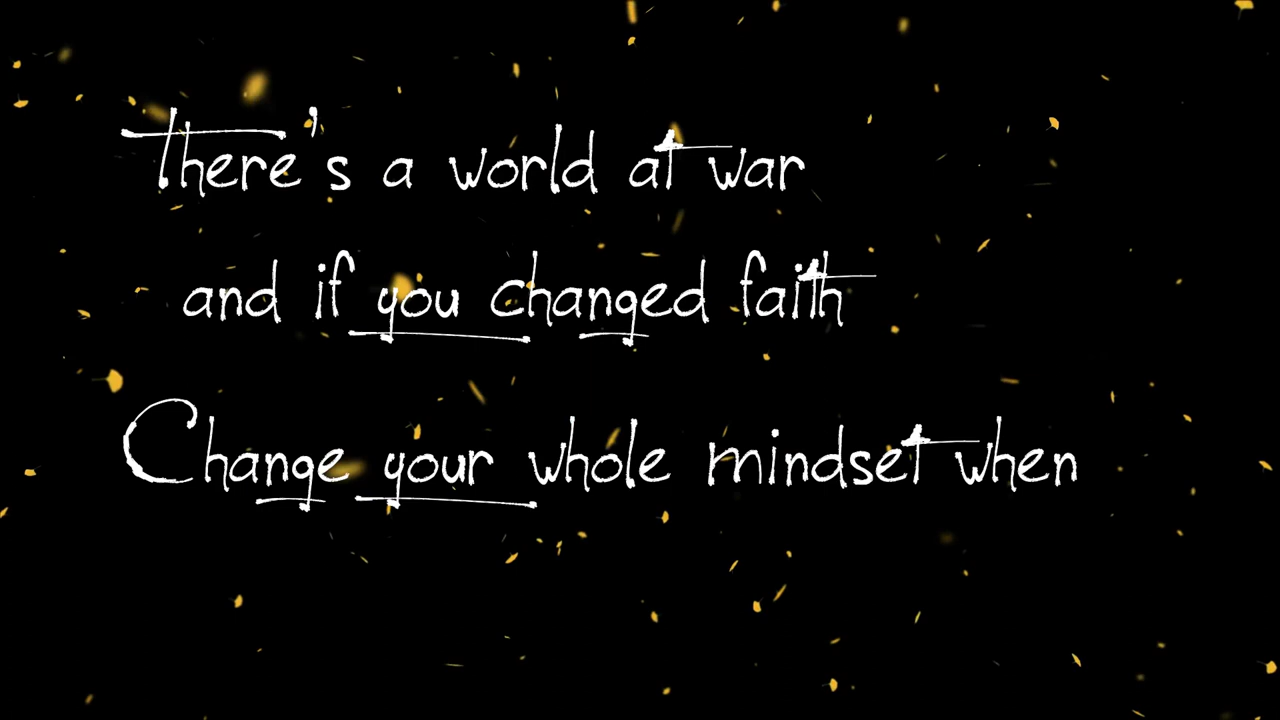 There's a world at war
and if you changed faith
Change your whole mindset when